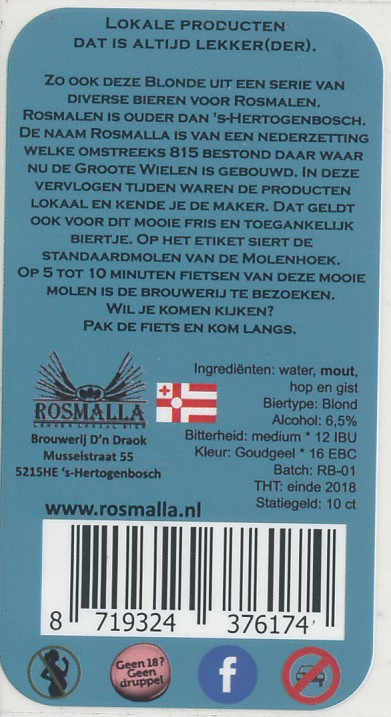 Lokale producten
dat is altijd lekker(der).
Zo ook deze Blonde uit een serie van
diverse bieren voor Rosmalen.
Rosmalen is ouder dan 's-Hertogenbosch.
De naam Rosmalla is van een nederzetting
welke omstreeks 815 bestond daar waar
nu de Groote Wielen is gebouwd. In deze
vervlogen tijden waren de producten
lokaal en kende je de maker. Dat geldt
ook voor dit mooie fris en toegankelijk
biertje. Op het etiket siert de
standaardmolen van de Molenhoek.
Op 5 tot 10 minuten fietsen van deze mooie
molen is de brouwerij te bezoeken.
Wil je komen kijken?
Pak de fiets en kom langs.
ROSMALLA
LEKKER LOKAAL BIER
Brouwerij D'n Draok
Musselstraat 55
5215HE 's-Hertogenbosch
www.rosmalla.nl
Ingrediënten: water, mout,
hop en gist
Biertype: Blond
Alcohol: 6,5%
Bitterheid: medium * 12 IBU
Kleur: Goudgeel * 16 EBC
Batch: RB-01
THT: einde 2018
Statiegeld: 10 ct
8 719324 376174
Geen 18?
Geen
druppel
f